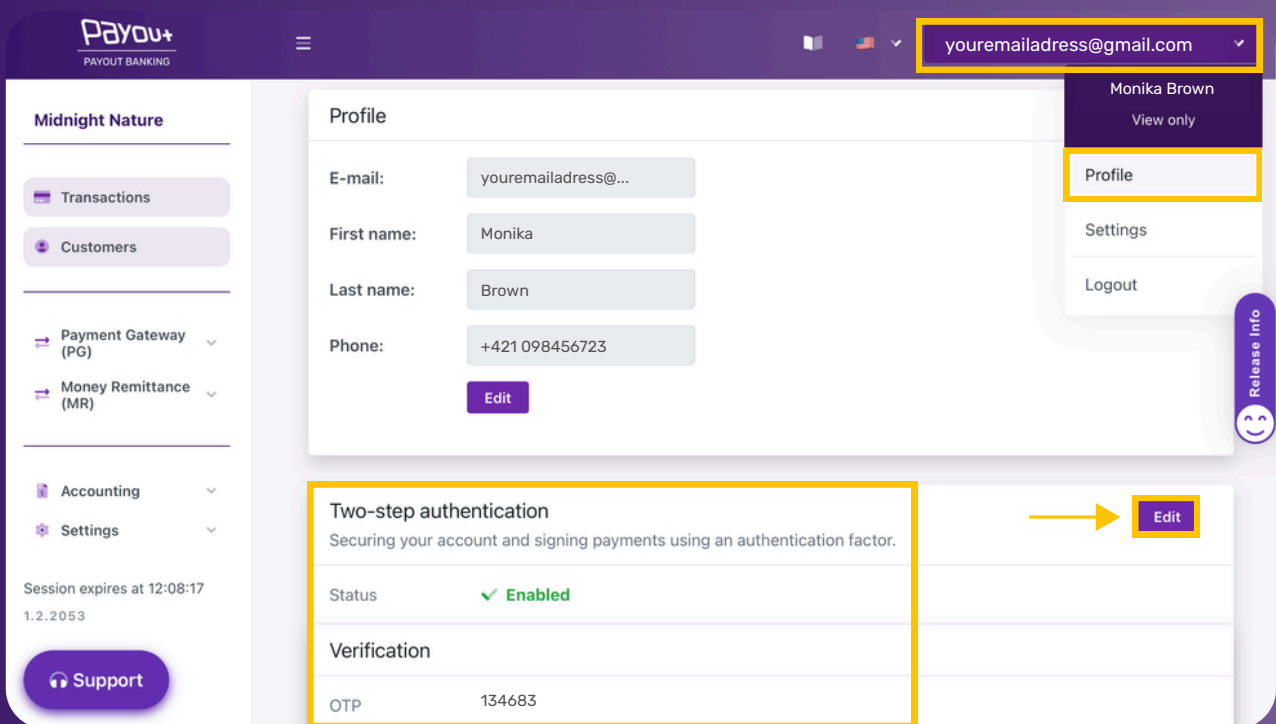 Payout
PAYOUT BANKING
youremailadress@gmail.com
Monika Brown
View only
Profile
Settings
Logout
Midnight Nature
Transactions
Customers
Payment Gateway
(PG)
Money Remittance
(MR)
Accounting
Settings
Session expires at 12:08:17
1.2.2053
Support
Profile
E-mail:
youremailadress@...
First name:
Monika
Last name:
Brown
Phone:
+421 098456723
Edit
Two-step authentication
Edit
Securing your account and signing payments using an authentication factor.
Status
Enabled
Verification
OTP
134683
Release Info